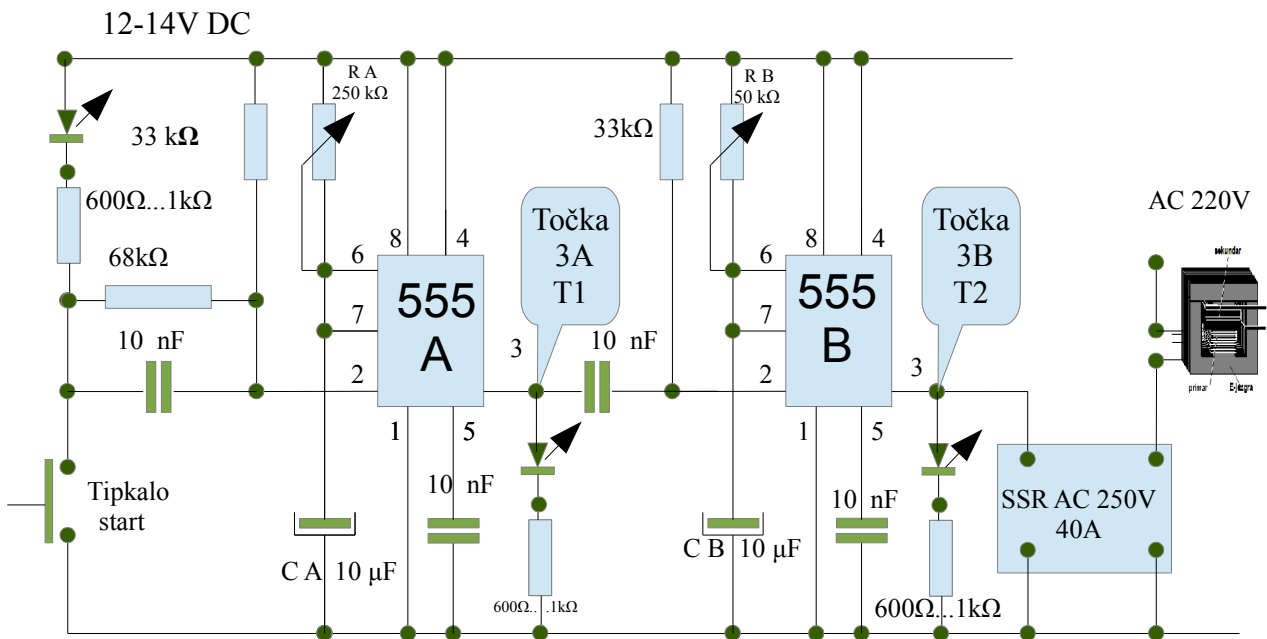 12-14V DC
R A
250 kΩ
R B
50 kΩ
33 kΩ
33kΩ
600Ω...1kΩ
AC 220V
68kΩ
8
4
Točka
3A
T1
8
4
Točka
3B
T2
sekundar
6
555
A
6
555
B
7
7
10 nF
3
10 nF
3
2
2
primar
E-jezgra
1
5
1
5
Tipkalo
start
10 nF
10 nF
SSR AC 250V
40A
C A 10 µF
C B 10 µF
600Ω....1kΩ
600Ω...1kΩ